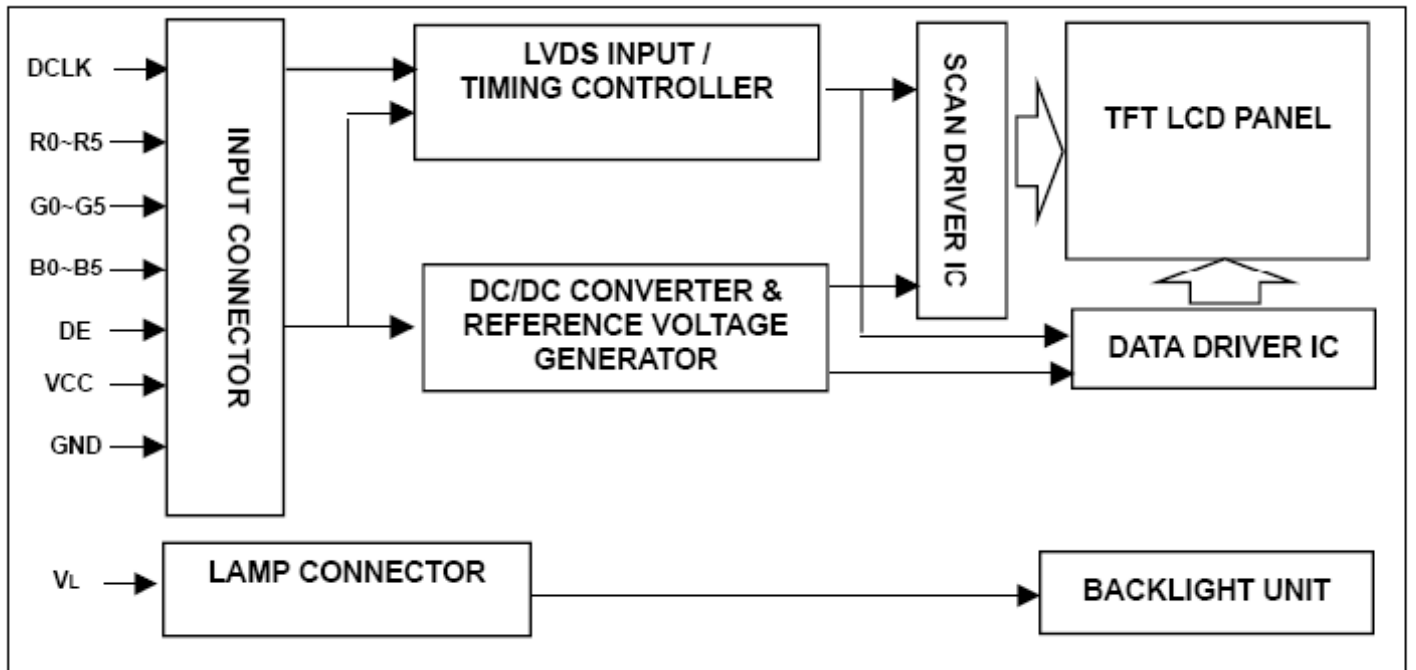 DCLK
R0~R5
G0~G5
B0~B5
DE
VCC
GND
INPUT CONNECTOR
LVDS INPUT /
TIMING CONTROLLER
DC/DC CONVERTER &
REFERENCE VOLTAGE
GENERATOR
SCAN DRIVER IC
TFT LCD PANEL
DATA DRIVER IC
VL
LAMP CONNECTOR
BACKLIGHT UNIT